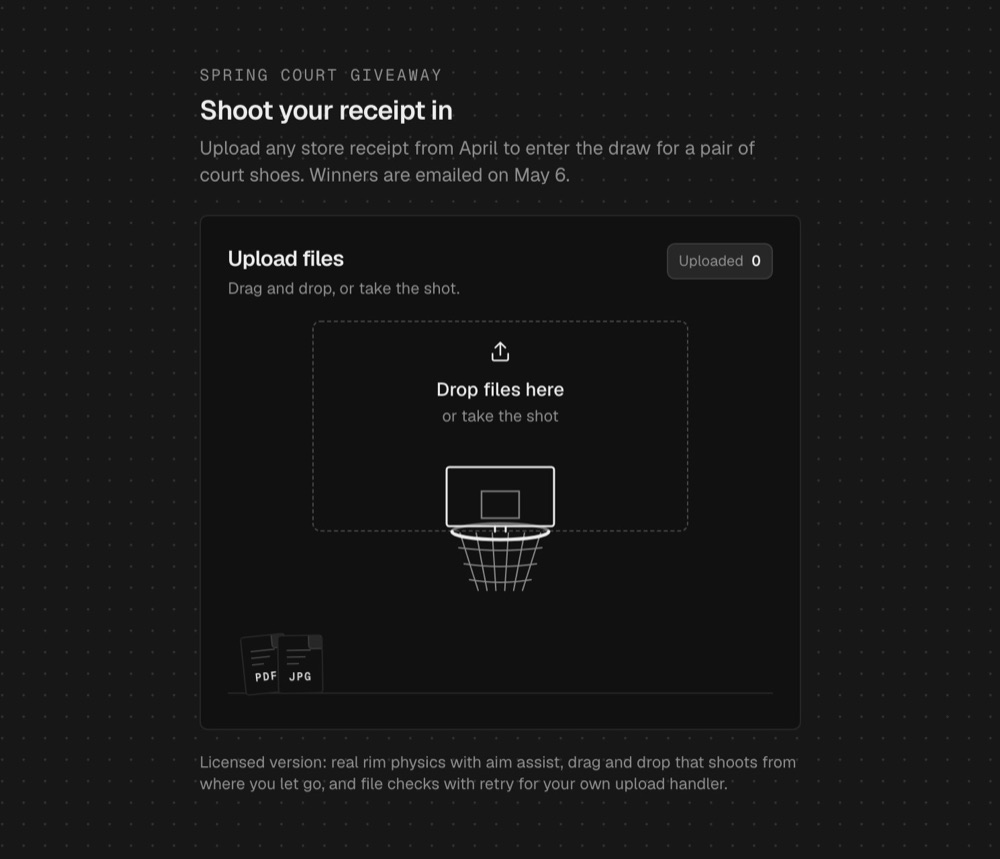 SPRING COURT GIVEAWAY
Shoot your receipt in
Upload any store receipt from April to enter the draw for a pair of
court shoes. Winners are emailed on May 6.
Upload files
Uploaded 0
Drag and drop, or take the shot.
Drop files here
or take the shot
PDF JPG
Licensed version: real rim physics with aim assist, drag and drop that shoots from
where you let go, and file checks with retry for your own upload handler.